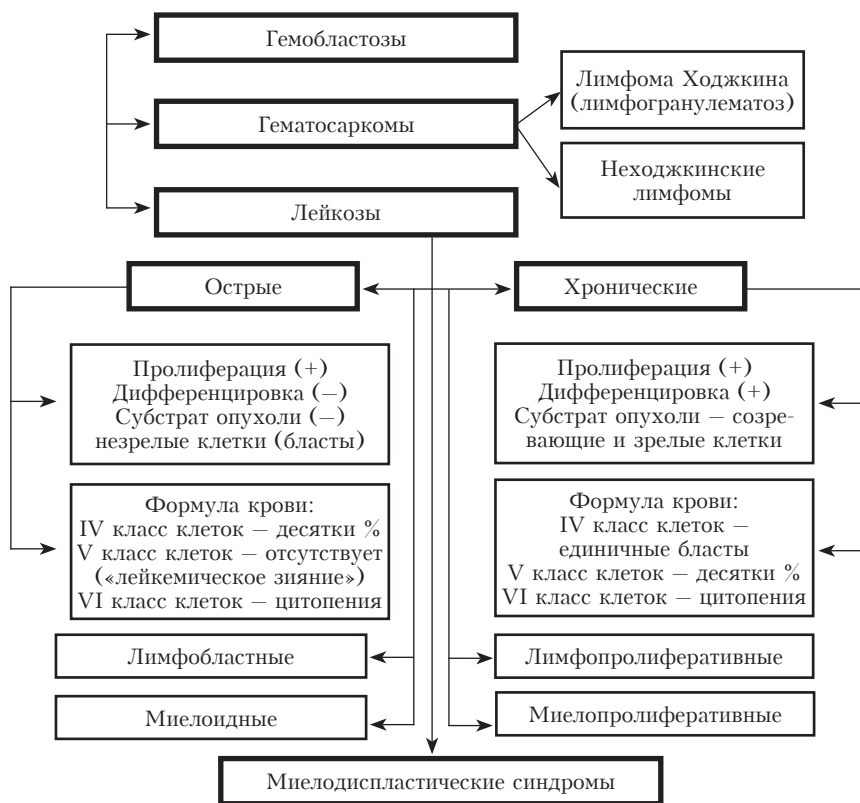 Гемобластозы
Гематосаркомы
Лимфома Ходжкина
(лимфогранулематоз)
Неходжкинские
лимфомы
Лейкозы
Острые
Хронические
Пролиферация (+)
Дифференцировка (−)
Субстрат опухоли (−)
незрелые клетки (бласты)
Пролиферация (+)
Дифференцировка (+)
Субстрат опухоли − созре-
вающие и зрелые клетки
Формула крови:
IV класс клеток − десятки %
V класс клеток − отсутствует
(«лейкемическое зияние»)
VI класс клеток − цитопения
Формула крови:
IV класс клеток −
единичные бласты
V класс клеток − десятки %
VI класс клеток − цитопения
Лимфобластные
Лимфопролиферативные
Миелоидные
Миелопролиферативные
Миелодиспластические синдромы